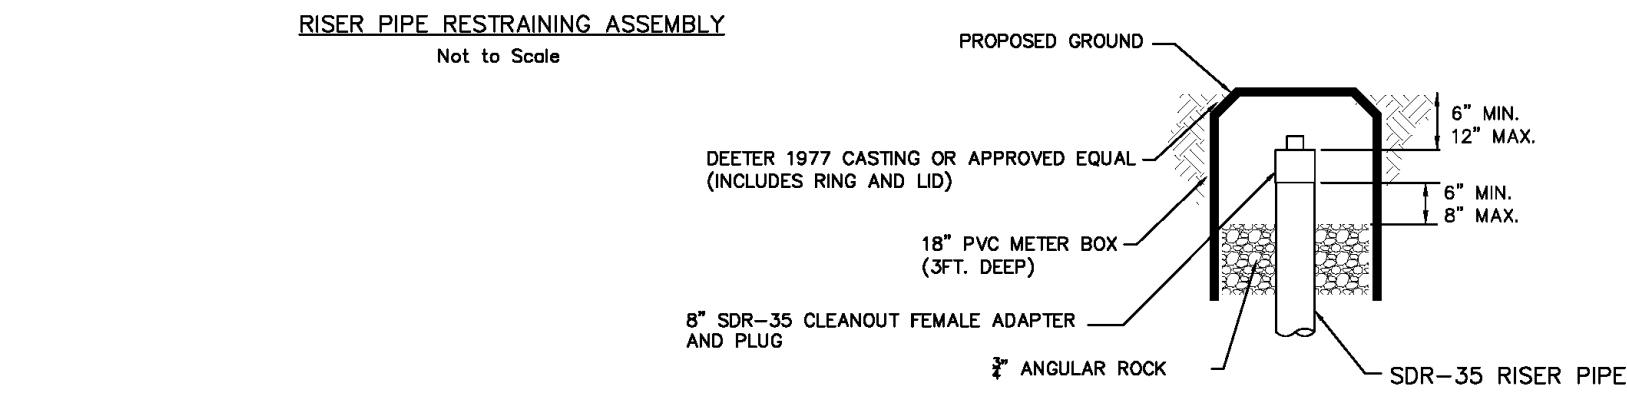 RISER PIPE RESTRAINING ASSEMBLY
Not to Scale
PROPOSED GROUND
6" MIN.
12" MAX.
DEETER 1977 CASTING OR APPROVED EQUAL
(INCLUDES RING AND LID)
6" MIN.
8" MAX.
18" PVC METER BOX
(3FT. DEEP)
8" SDR-35 CLEANOUT FEMALE ADAPTER
AND PLUG
3/4" ANGULAR ROCK
SDR-35 RISER PIPE